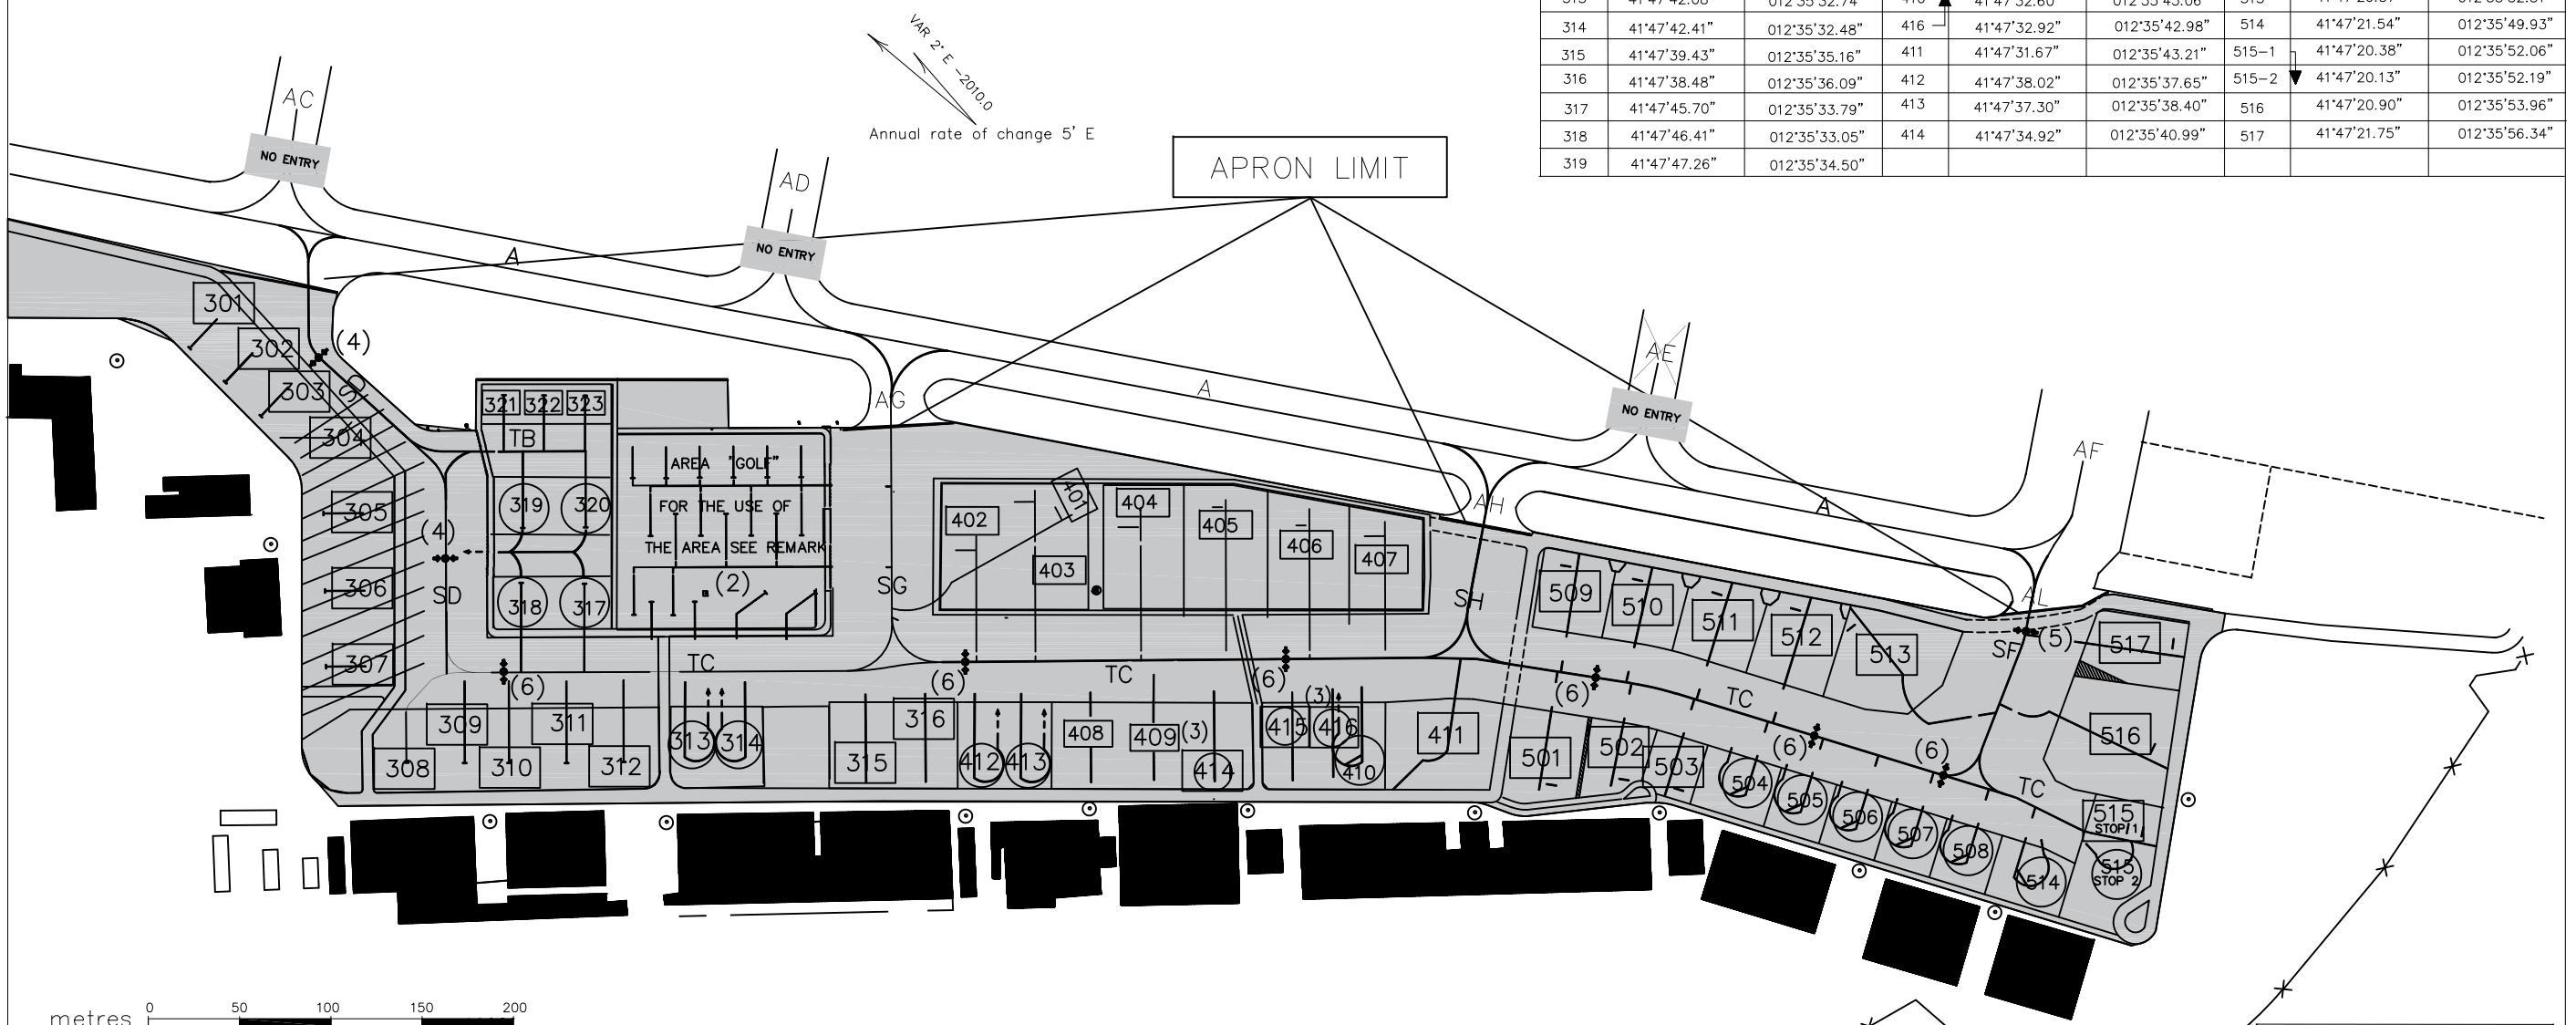 314 41°47'42.41" 012°35'32.48" 416 41°47'32.92" 012°35'42.98" 514 41°47'21.54" 012°35'49.93"
315 41°47'39.43" 012°35'35.16" 411 41°47'31.67" 012°35'43.21" 515-1 41°47'20.38" 012°35'52.06"
316 41°47'38.48" 012°35'36.09" 412 41°47'38.02" 012°35'37.65" 515-2 41°47'20.13" 012°35'52.19"
317 41°47'45.70" 012°35'33.79" 413 41°47'37.30" 012°35'38.40" 516 41°47'20.90" 012°35'53.96"
318 41°47'46.41" 012°35'33.05" 414 41°47'34.92" 012°35'40.99" 517 41°47'21.75" 012°35'56.34"
319 41°47'47.26" 012°35'34.50"
VAR 2° E -2010.0
Annual rate of change 5' E
APRON LIMIT
AC
NO ENTRY
AD
NO ENTRY
A
AE
NO ENTRY
A
A
AF
AG
AH
AL
301
302
(4)
303
SD
304
305
(4)
306
SD
307
321 322 323
TB
319 320
318 317
AREA "GOLF"
FOR THE USE OF
THE AREA SEE REMARK
(2)
SG
402
401
403
404
405
406
407
SH
509
510
511
512
513
SF
(5)
517
516
TC
(6)
(6)
TC
(6)
(6)
TC
(6)
(6)
TC
308
309
310
311
312
313
314
315
316
412
413
408
409
(3)
414
415
(3)
416
410
411
501
502
503
504
505
506
507
508
514
515
STOP 1
515
STOP 2
metres 0 50 100 150 200